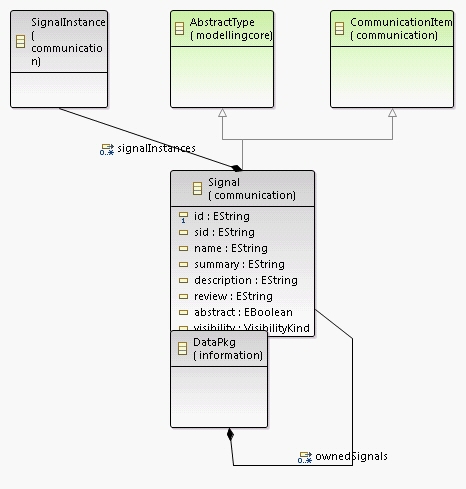 SignalInstance
( communicatio
n)
AbstractType
( modellingcore)
CommunicationItem
( communication)
0..*
signalInstances
Signal
( communication)
id : EString
sid : EString
name : EString
summary : EString
description : EString
review : EString
abstract : EBoolean
visibility : VisibilityKind
DataPkg
( information)
0..*
ownedSignals